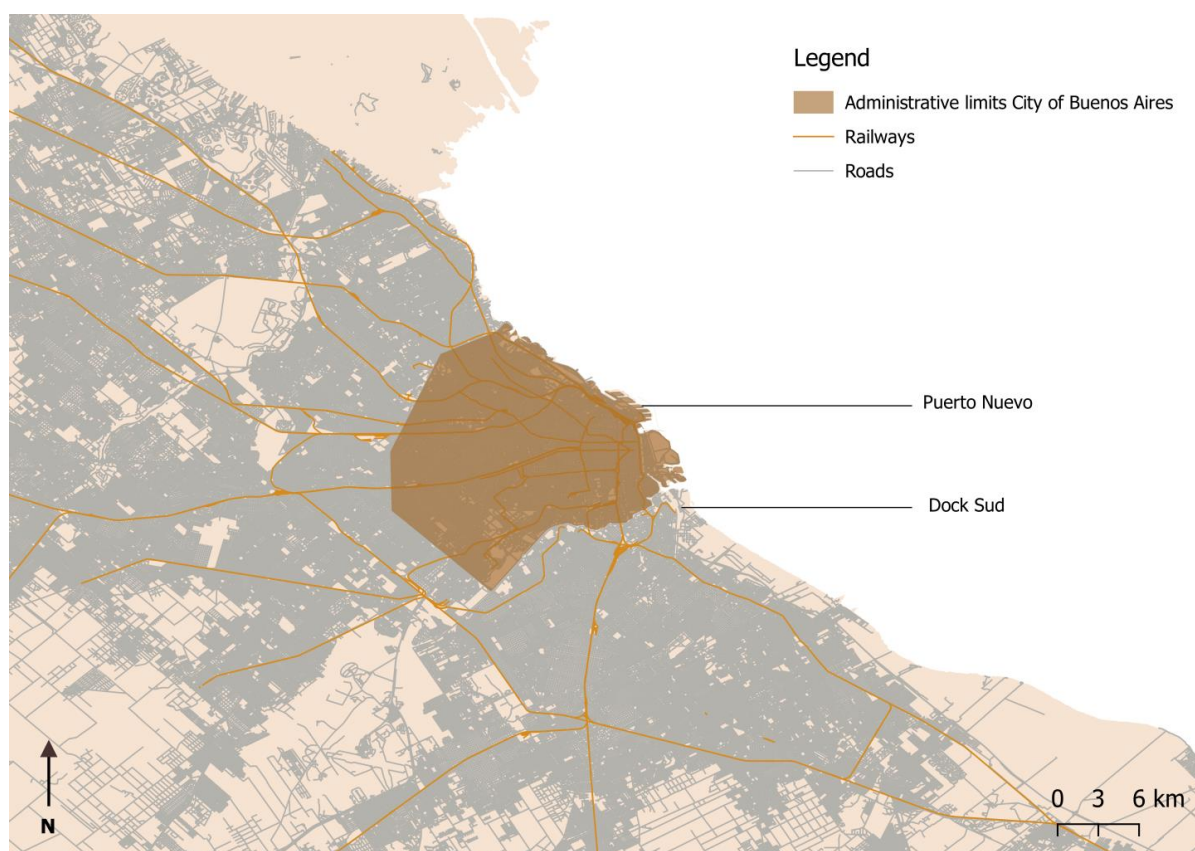 Legend
Administrative limits City of Buenos Aires
Railways
Roads
Puerto Nuevo
Dock Sud
N
0 3 6 km